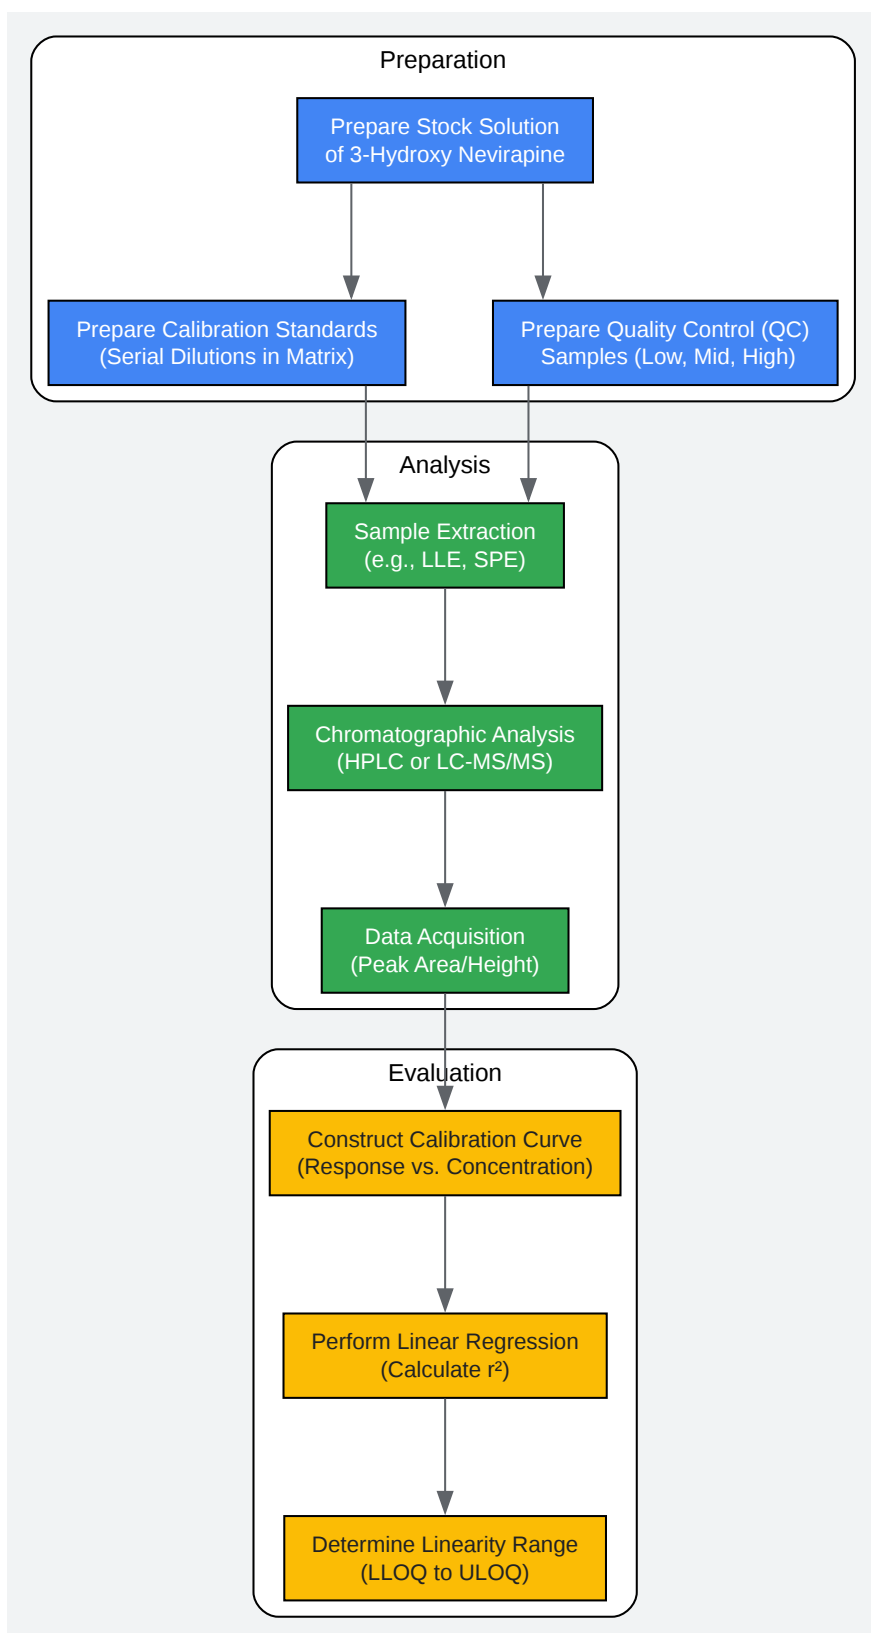 Preparation
Prepare Stock Solution
of 3-Hydroxy Nevirapine
Prepare Calibration Standards
(Serial Dilutions in Matrix)
Prepare Quality Control (QC)
Samples (Low, Mid, High)
Analysis
Sample Extraction
(e.g., LLE, SPE)
Chromatographic Analysis
(HPLC or LC-MS/MS)
Data Acquisition
(Peak Area/Height)
Evaluation
Construct Calibration Curve
(Response vs. Concentration)
Perform Linear Regression
(Calculate r²)
Determine Linearity Range
(LLOQ to ULOQ)